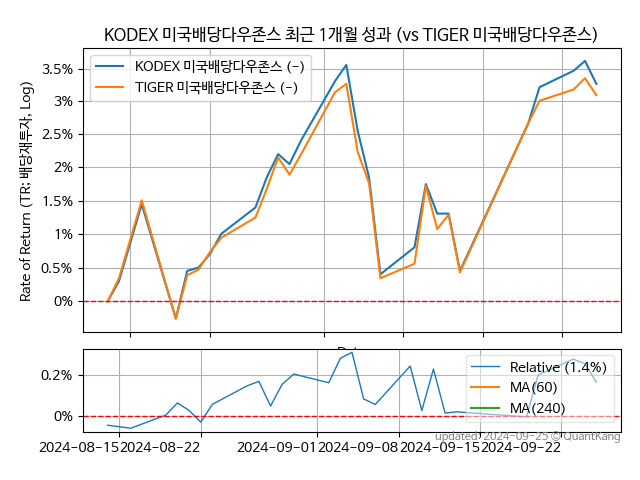 KODEX 미국배당다우존스 최근 1개월 성과 (vs TIGER 미국배당다우존스)
Rate of Return (TR: 배당재투자, Log)
3.5%
3%
2.5%
2%
1.5%
1%
0.5%
0%
KODEX 미국배당다우존스 (-)
TIGER 미국배당다우존스 (-)
0.2%
0%
Relative (1.4%)
MA(60)
MA(240)
updated: 2024-09-25 © QuantKang
2024-08-15
2024-08-22
2024-09-01
2024-09-08
2024-09-15
2024-09-22